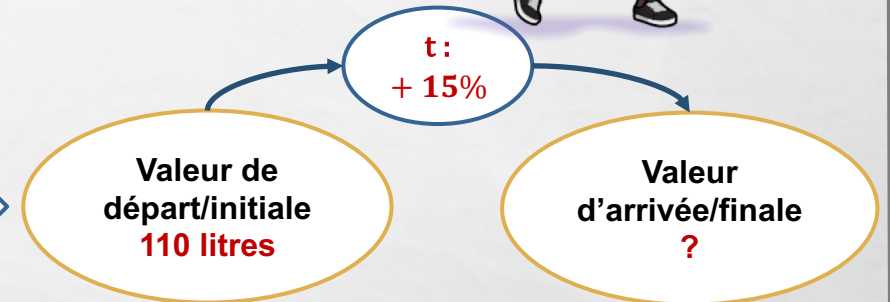 t :
+ 15%
Valeur de
départ/initiale
110 litres
Valeur
d’arrivée/finale
?